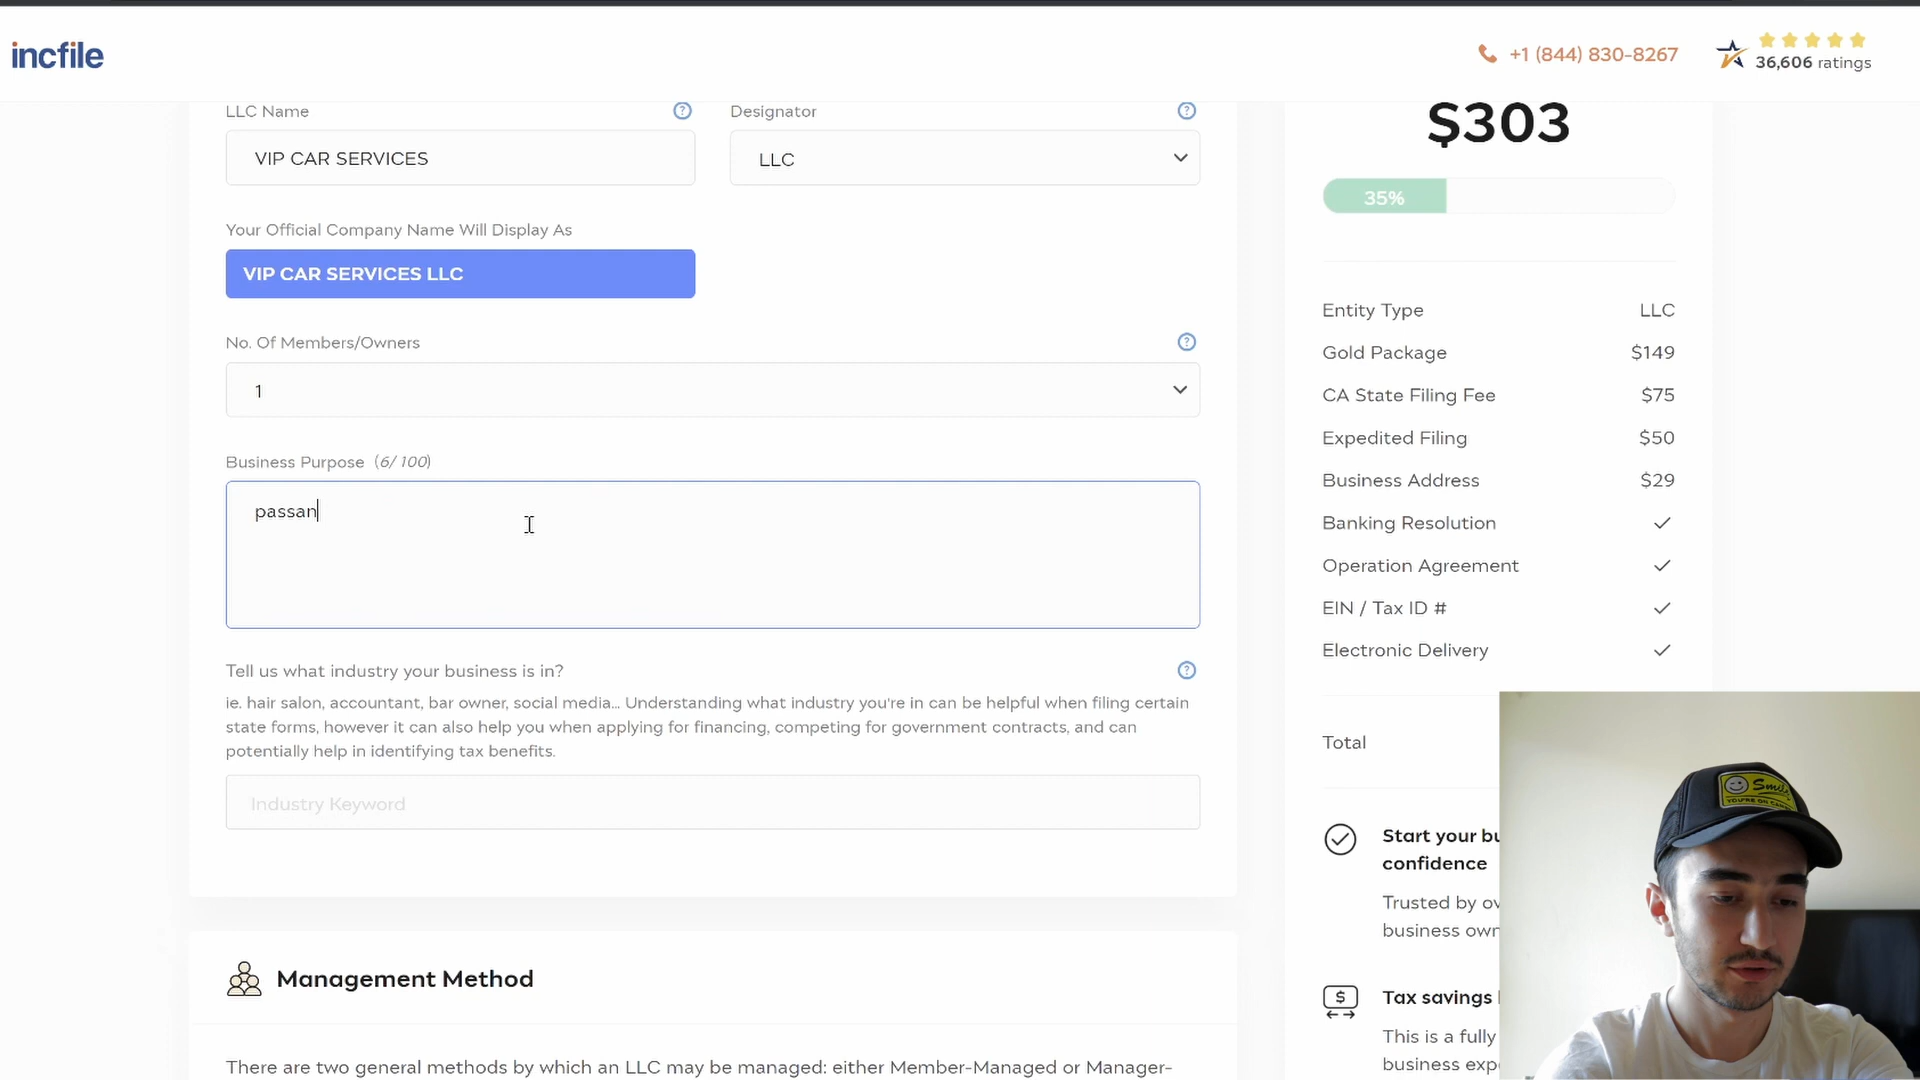 incfile
+1 (844) 830-8267
36,606 ratings
LLC Name
Designator
VIP CAR SERVICES
LLC
Your Official Company Name Will Display As
VIP CAR SERVICES LLC
No. Of Members/Owners
1
Business Purpose (6/ 100)
passan
Tell us what industry your business is in?
ie. hair salon, accountant, bar owner, social media... Understanding what industry you're in can be helpful when filing certain
state forms, however it can also help you when applying for financing, competing for government contracts, and can
potentially help in identifying tax benefits.
Industry Keyword
Management Method
There are two general methods by which an LLC may be managed: either Member-Managed or Manager-
$303
35%
Entity Type LLC
Gold Package $149
CA State Filing Fee $75
Expedited Filing $50
Business Address $29
Banking Resolution
Operation Agreement
EIN / Tax ID #
Electronic Delivery
Total
Start your bu
confidence
Trusted by ov
business own
Tax savings
This is a fully
business exp
Smile
YOU'RE ON CAM